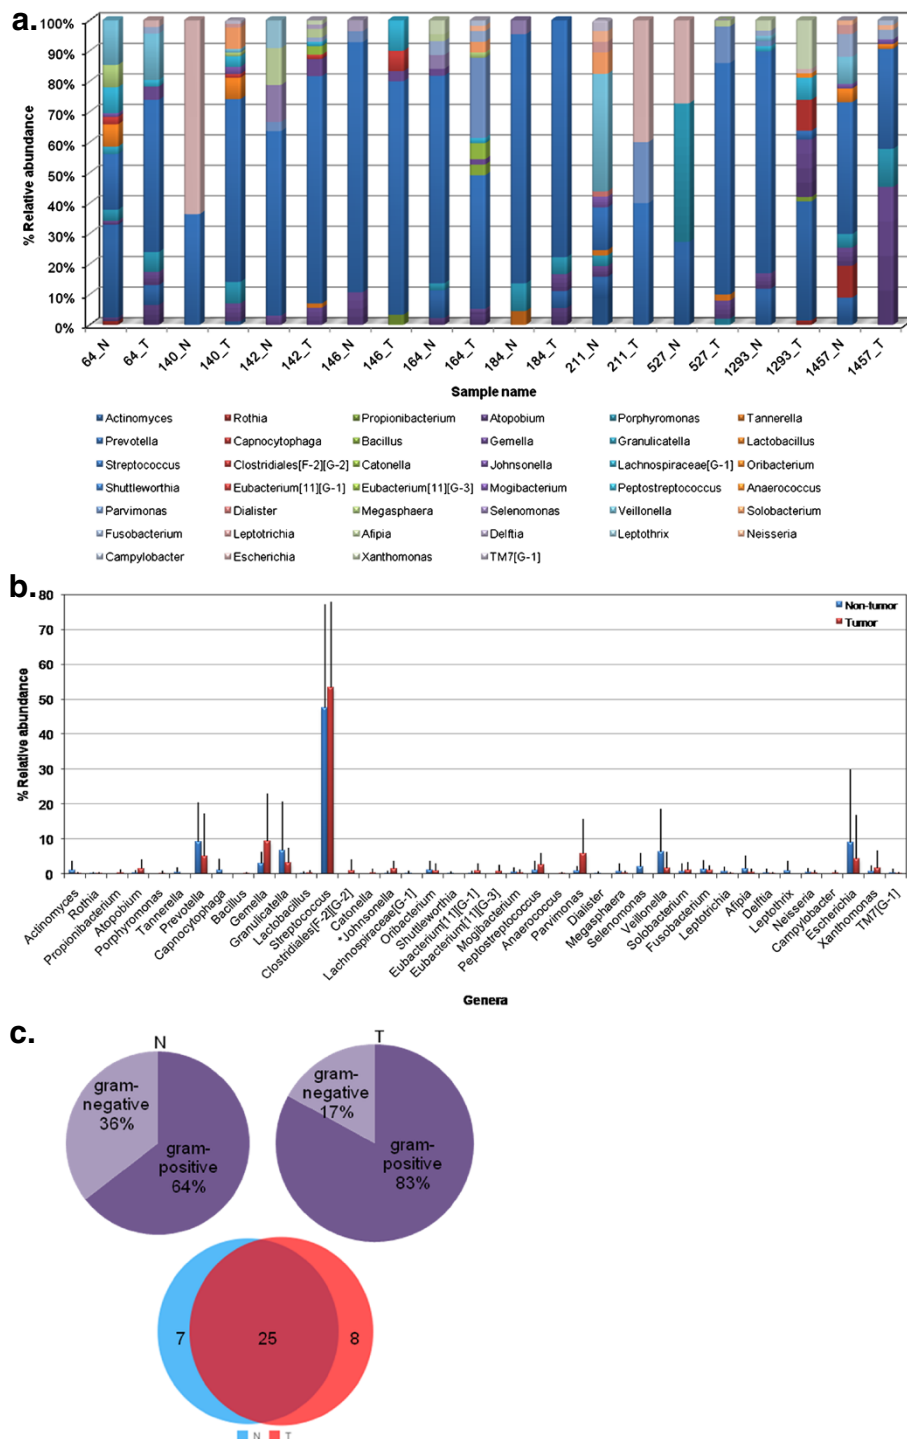 a.
100%
90%
80%
70%
60%
50%
40%
30%
20%
10%
0%
% Relative abundance
64_N 64_T 140_N 140_T 142_N 142_T 146_N 146_T 164_N 164_T 184_N 184_T 211_N 211_T 527_N 527_T 1293_N 1293_T 1457_N 1457_T
Sample name
Actinomyces Rothia Propionibacterium Atopobium Porphyromonas Tannerella
Prevotella Capnocytophaga Bacillus Gemella Granulicatella Lactobacillus
Streptococcus Clostridiales[F-2][G-2] Catonella Johnsonella Lachnospiraceae[G-1] Oribacterium
Shuttleworthia Eubacterium[11][G-1] Eubacterium[11][G-3] Mogibacterium Peptostreptococcus Anaerococcus
Parvimonas Dialister Megasphaera Selenomonas Veillonella Solobacterium
Fusobacterium Leptotrichia Afipia Delftia Leptothrix Neisseria
Campylobacter Escherichia Xanthomonas TM7[G-1]
b.
80
70
60
50
40
30
20
10
0
% Relative abundance
Non-tumor
Tumor
Actinomyces Rothia Propionibacterium Atopobium Porphyromonas Tannerella Prevotella Capnocytophaga Bacillus Gemella Granulicatella Lactobacillus Streptococcus Clostridiales[F-2][G-2] Catonella *Johnsonella Lachnospiraceae[G-1] Oribacterium Shuttleworthia Eubacterium[11][G-1] Eubacterium[11][G-3] Mogibacterium Peptostreptococcus Anaerococcus Parvimonas Dialister Megasphaera Selenomonas Veillonella Solobacterium Fusobacterium Leptotrichia Afipia Delftia Leptothrix Neisseria Campylobacter Escherichia Xanthomonas TM7[G-1]
Genera
c.
N
gram-
negative
36%
gram-
positive
64%
T
gram-
negative
17%
gram-
positive
83%
7 25 8
N T